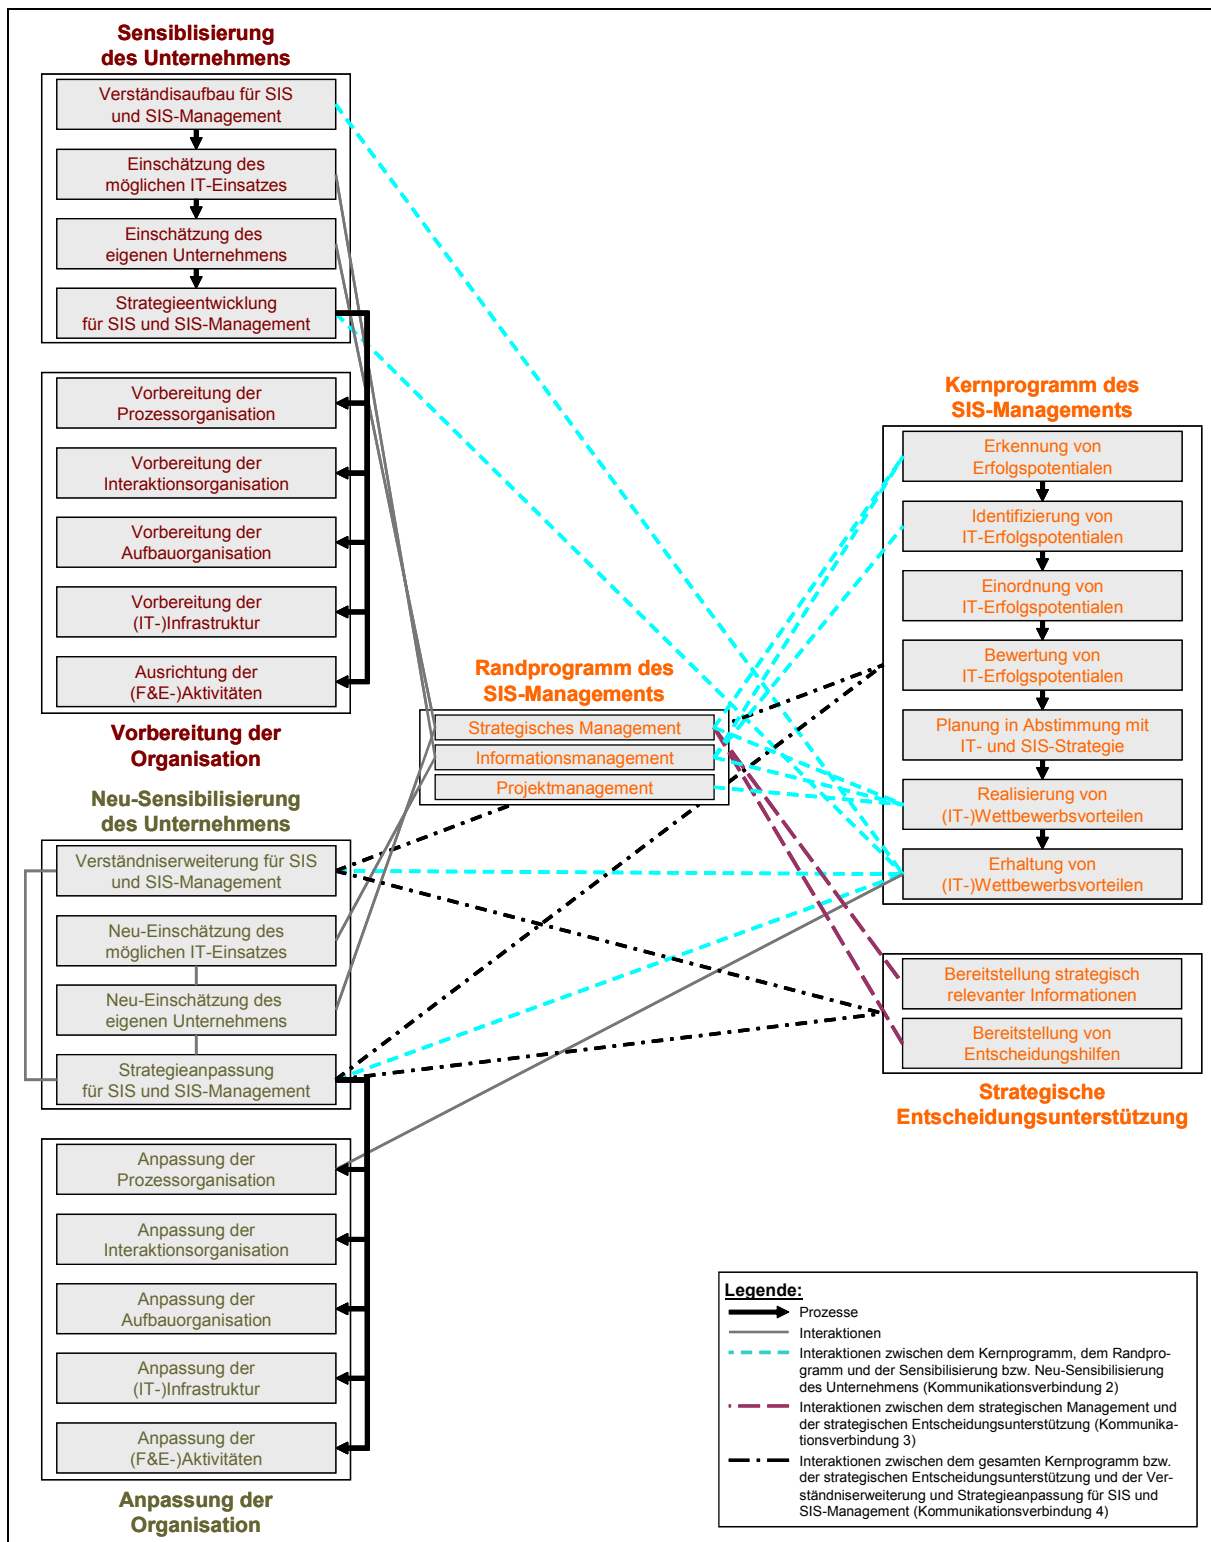 Sensiblisierung
des Unternehmens
Verständisaufbau für SIS
und SIS-Management
Einschätzung des
möglichen IT-Einsatzes
Einschätzung des
eigenen Unternehmens
Strategieentwicklung
für SIS und SIS-Management
Vorbereitung der
Prozessorganisation
Vorbereitung der
Interaktionsorganisation
Vorbereitung der
Aufbauorganisation
Vorbereitung der
(IT-)Infrastruktur
Ausrichtung der
(F&E-)Aktivitäten
Vorbereitung der
Organisation
Neu-Sensibilisierung
des Unternehmens
Verständniserweiterung für SIS
und SIS-Management
Neu-Einschätzung des
möglichen IT-Einsatzes
Neu-Einschätzung des
eigenen Unternehmens
Strategieanpassung
für SIS und SIS-Management
Anpassung der
Prozessorganisation
Anpassung der
Interaktionsorganisation
Anpassung der
Aufbauorganisation
Anpassung der
(IT-)Infrastruktur
Anpassung der
(F&E-)Aktivitäten
Anpassung der
Organisation
Randprogramm des
SIS-Managements
Strategisches Management
Informationsmanagement
Projektmanagement
Kernprogramm des
SIS-Managements
Erkennung von
Erfolgspotentialen
Identifizierung von
IT-Erfolgspotentialen
Einordnung von
IT-Erfolgspotentialen
Bewertung von
IT-Erfolgspotentialen
Planung in Abstimmung mit
IT- und SIS-Strategie
Realisierung von
(IT-)Wettbewerbsvorteilen
Erhaltung von
(IT-)Wettbewerbsvorteilen
Bereitstellung strategisch
relevanter Informationen
Bereitstellung von
Entscheidungshilfen
Strategische
Entscheidungsunterstützung
Legende:
Prozesse
Interaktionen
Interaktionen zwischen dem Kernprogramm, dem Randpro-
gramm und der Sensibilisierung bzw. Neu-Sensibilisierung
des Unternehmens (Kommunikationsverbindung 2)
Interaktionen zwischen dem strategischen Management und
der strategischen Entscheidungsunterstützung (Kommunika-
tionsverbindung 3)
Interaktionen zwischen dem gesamten Kernprogramm bzw.
der strategischen Entscheidungsunterstützung und der Ver-
ständniserweiterung und Strategieanpassung für SIS und
SIS-Management (Kommunikationsverbindung 4)